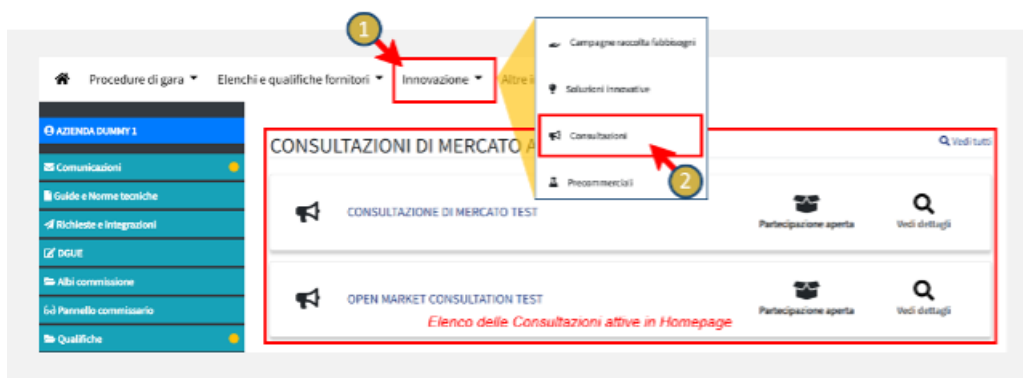 1
Campagne raccolta fabbisogni
Procedure di gara
Elenchi e qualifiche fornitori
Innovazione
Altre i
Soluzioni innovative
AZIENDA DUMMY 1
CONSULTAZIONI DI MERCATO A
Consultazioni
Vedi tutti
Comunicazioni
Precommerciali
2
Guide e Norme tecniche
CONSULTAZIONE DI MERCATO TEST
Partecipazione aperta
Vedi dettagli
Richieste e Integrazioni
DGUE
Albi commissione
OPEN MARKET CONSULTATION TEST
Partecipazione aperta
Vedi dettagli
Pannello commissario
Elenco delle Consultazioni attive in Homepage
Qualifiche